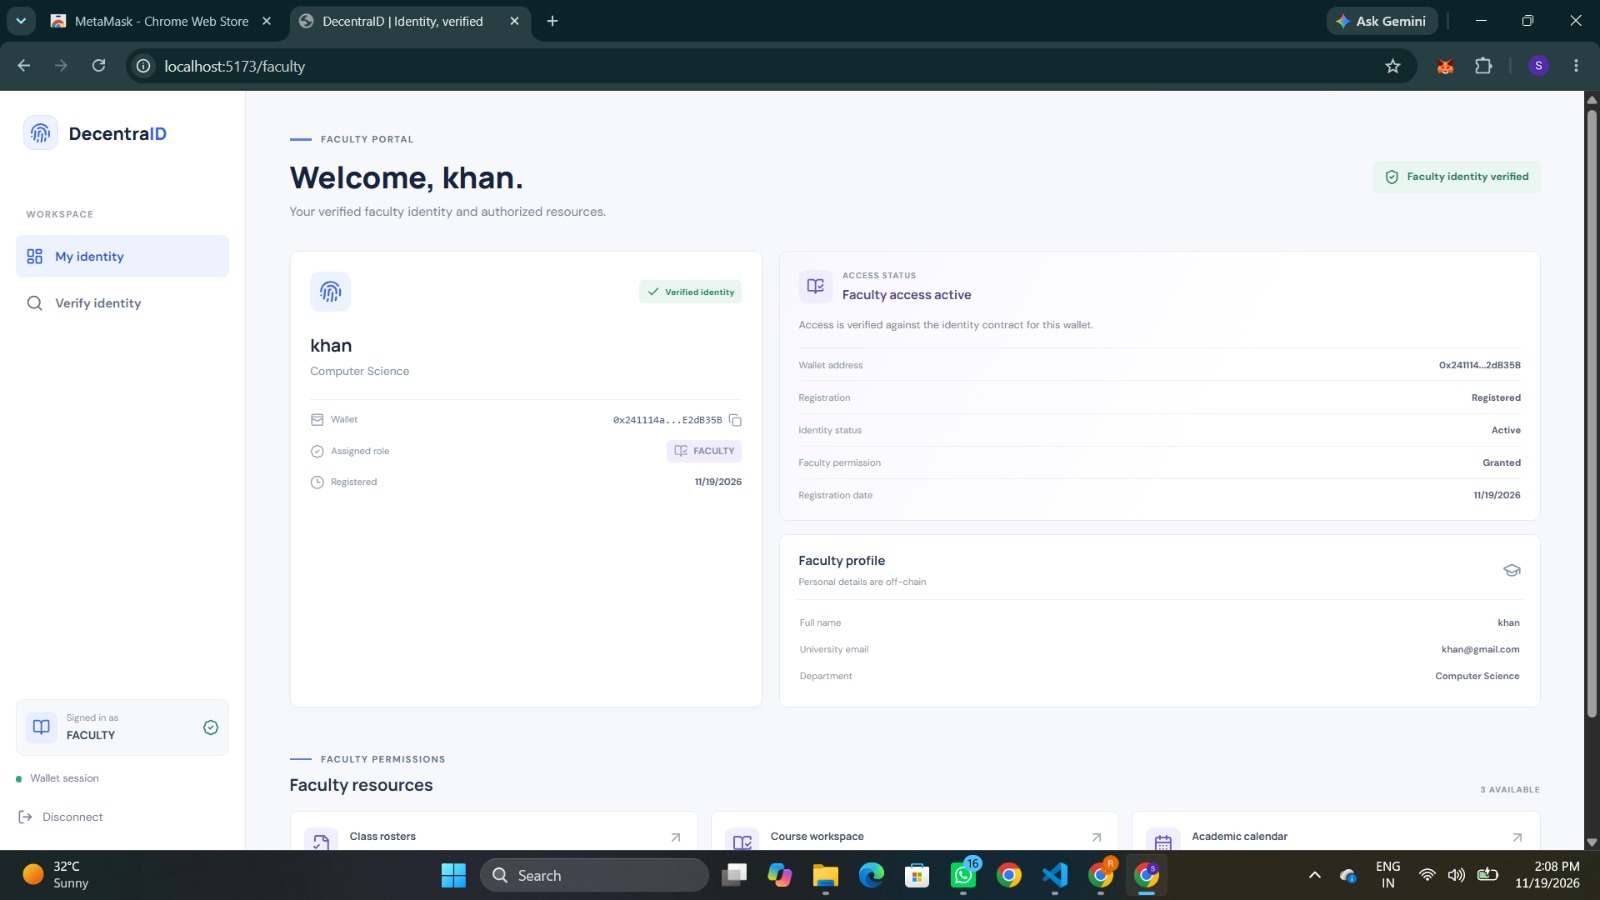 MetaMask - Chrome Web Store
DecentraID | Identity, verified
Ask Gemini
localhost:5173/faculty
S
DecentraID
WORKSPACE
My identity
Verify identity
Signed in as
FACULTY
Wallet session
Disconnect
FACULTY PORTAL
Welcome, khan.
Your verified faculty identity and authorized resources.
Faculty identity verified
Verified identity
khan
Computer Science
Wallet 0x241114a...E2dB35B
Assigned role FACULTY
Registered 11/19/2026
ACCESS STATUS
Faculty access active
Access is verified against the identity contract for this wallet.
Wallet address 0x241114...2dB35B
Registration Registered
Identity status Active
Faculty permission Granted
Registration date 11/19/2026
Faculty profile
Personal details are off-chain
Full name khan
University email khan@gmail.com
Department Computer Science
FACULTY PERMISSIONS
Faculty resources
3 AVAILABLE
Class rosters
Course workspace
Academic calendar
32°C
Sunny
Search
16
R
S
ENG
IN
2:08 PM
11/19/2026